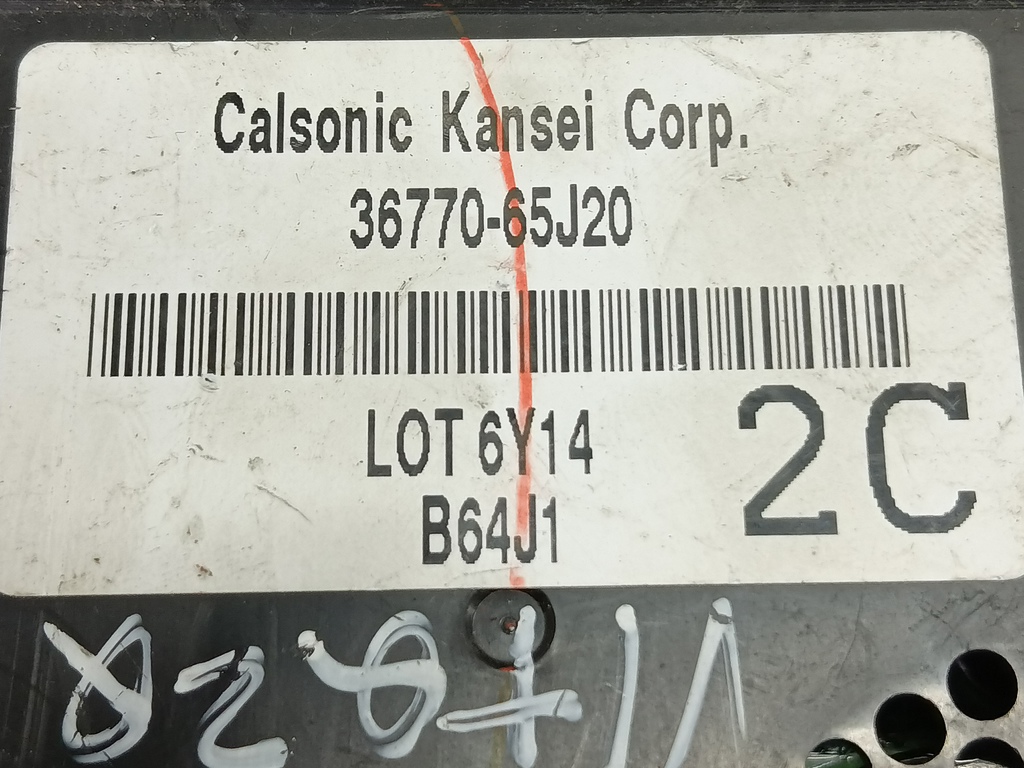 Calsonic Kansei Corp.
36770-65J20
LOT 6Y14
2C
B64J1